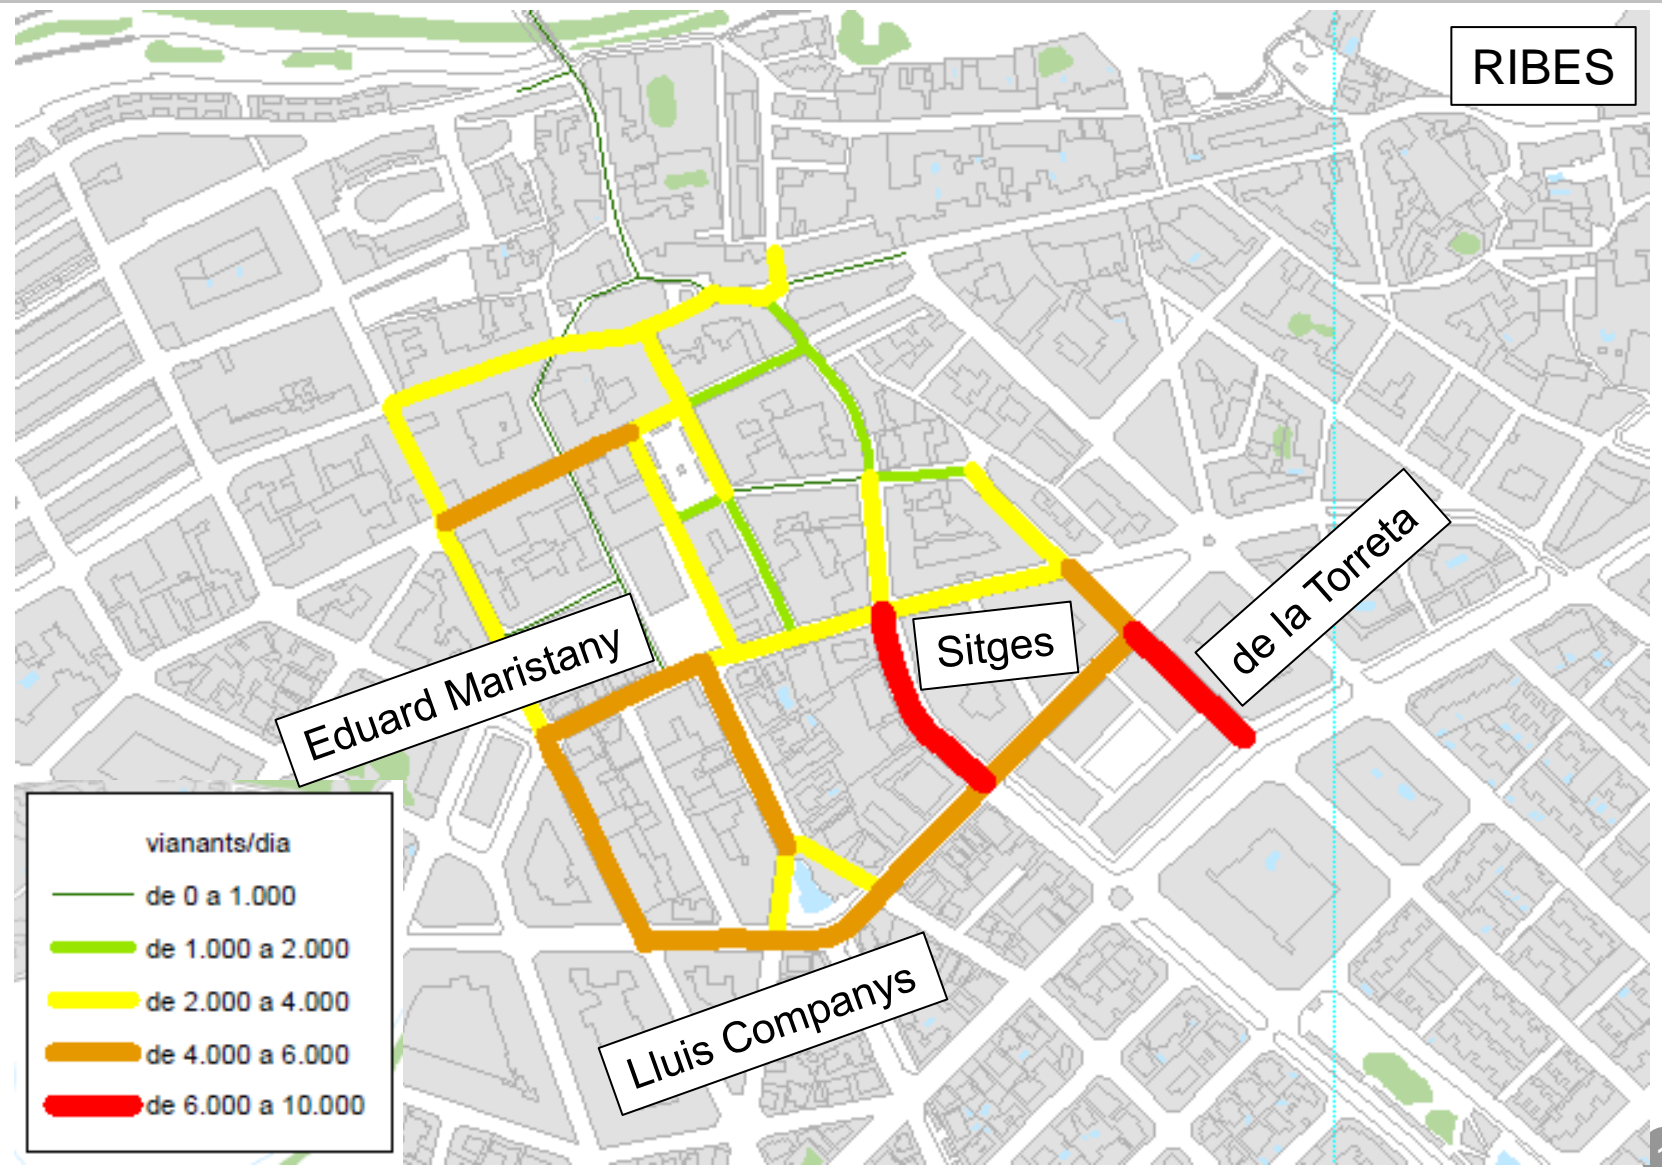 RIBES
de la Torreta
Sitges
Eduard Maristany
Lluis Companys
vianants/dia
de 0 a 1.000
de 1.000 a 2.000
de 2.000 a 4.000
de 4.000 a 6.000
de 6.000 a 10.000